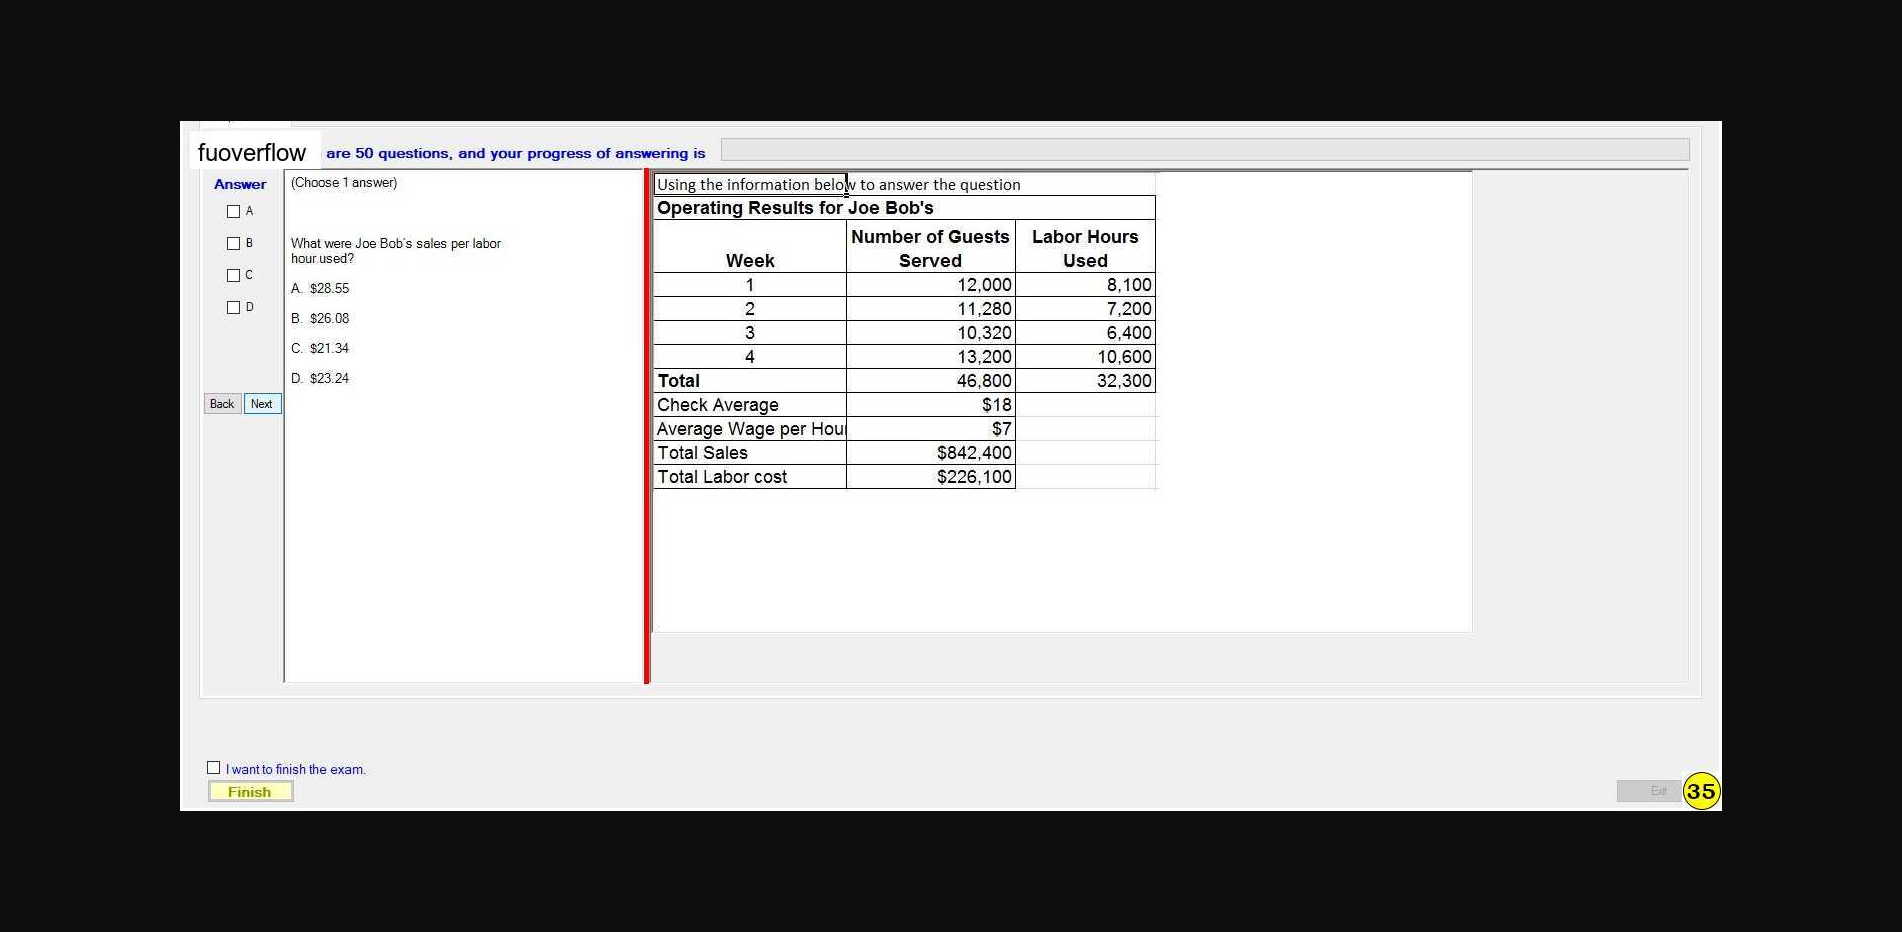 fuoverflow are 50 questions, and your progress of answering is
Answer
A
B
C
D
Back Next
(Choose 1 answer)
What were Joe Bob's sales per labor
hour used?
A. $28.55
B. $26.08
C. $21.34
D. $23.24
Using the information below to answer the question
Operating Results for Joe Bob's
Week Number of Guests Served Labor Hours Used
1 12,000 8,100
2 11,280 7,200
3 10,320 6,400
4 13,200 10,600
Total 46,800 32,300
Check Average $18
Average Wage per Hour $7
Total Sales $842,400
Total Labor cost $226,100
I want to finish the exam.
Finish
Exit 35